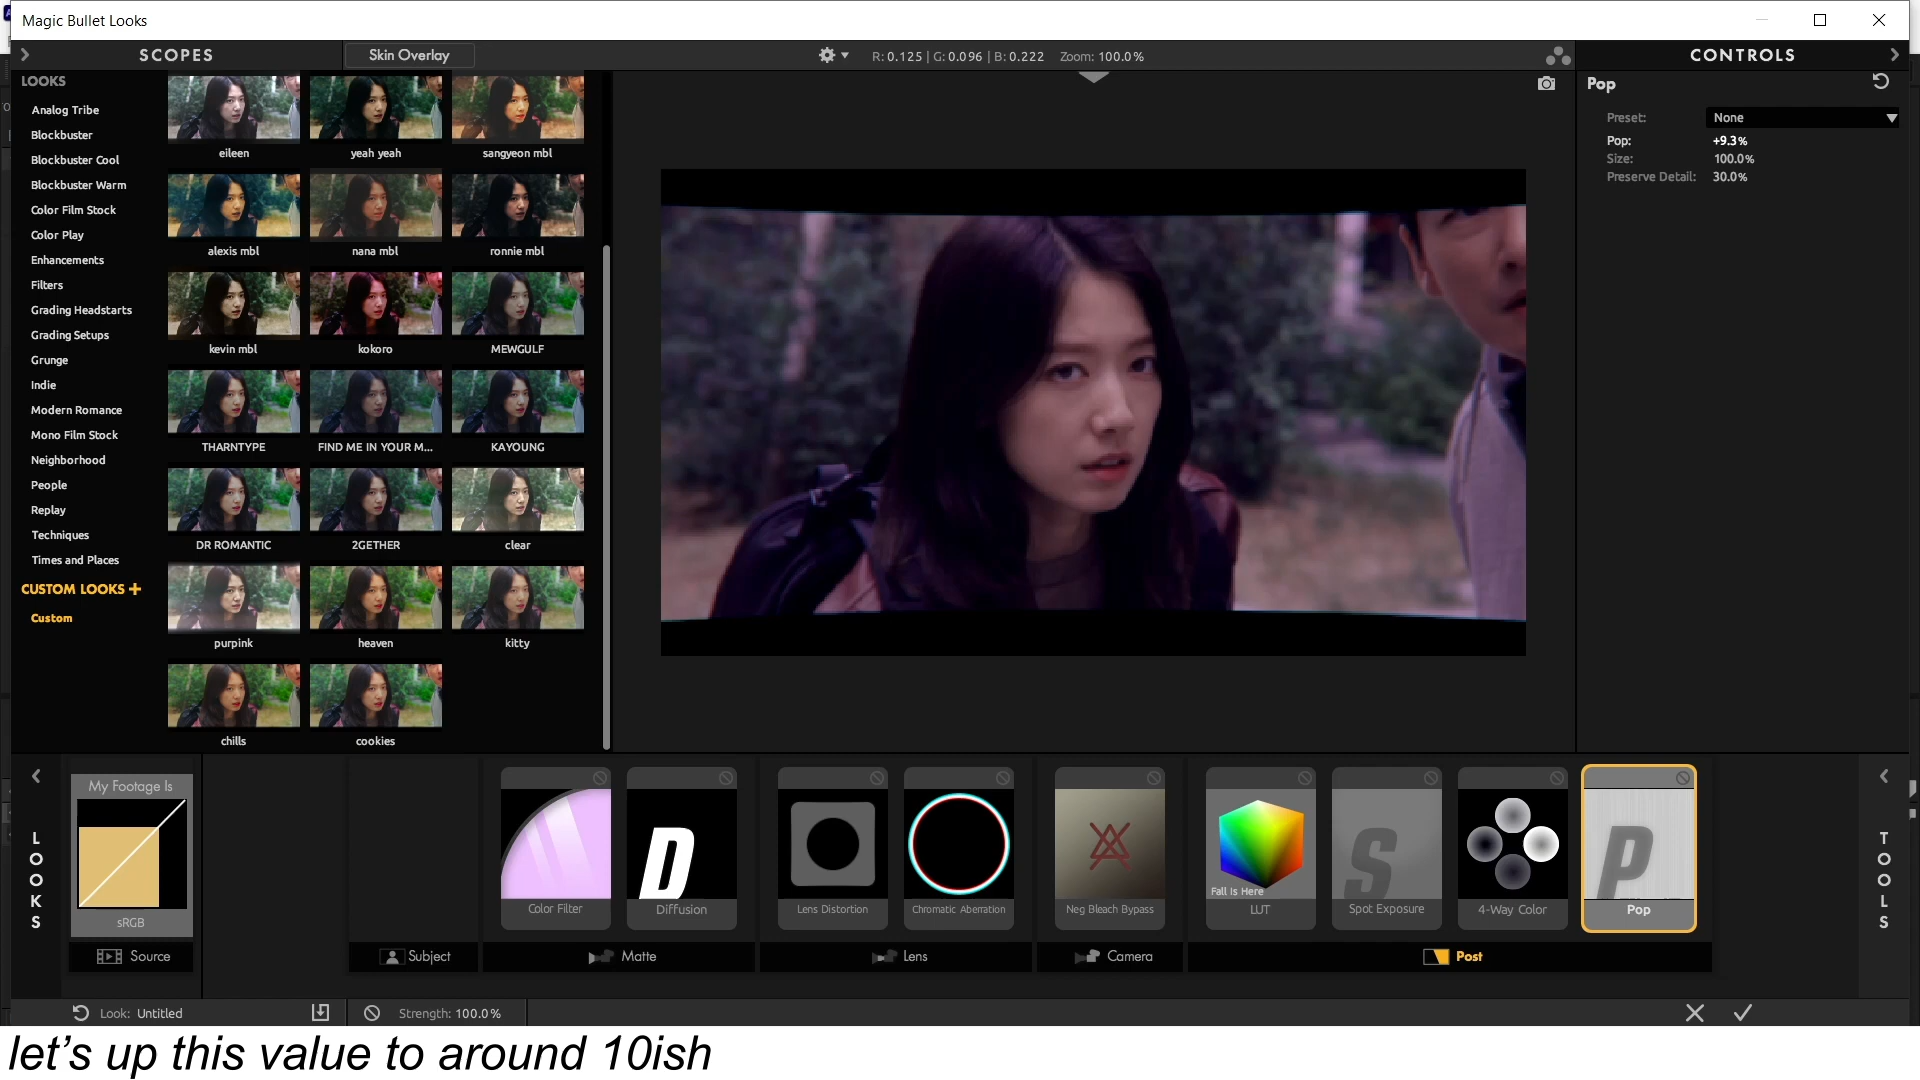 Magic Bullet Looks
SCOPES
Skin Overlay
R: 0.125 | G: 0.096 | B: 0.222 Zoom: 100.0%
CONTROLS
LOOKS
Analog Tribe
Blockbuster
Blockbuster Cool
Blockbuster Warm
Color Film Stock
Color Play
Enhancements
Filters
Grading Headstarts
Grading Setups
Grunge
Indie
Modern Romance
Mono Film Stock
Neighborhood
People
Replay
Techniques
Times and Places
CUSTOM LOOKS +
Custom
eileen yeah yeah sangyeon mbl
alexis mbl nana mbl ronnie mbl
kevin mbl kokoro MEWGULF
THARNTYPE FIND ME IN YOUR M... KAYOUNG
DR ROMANTIC 2GETHER clear
purpink heaven kitty
chills cookies
Pop
Preset: None
Pop: +9.3%
Size: 100.0%
Preserve Detail: 30.0%
LOOKS
My Footage Is
sRGB
Source
Color Filter
D
Diffusion
Lens Distortion
Chromatic Aberration
Neg Bleach Bypass
Fall Is Here
LUT
S
Spot Exposure
4-Way Color
P
Pop
Subject
Matte
Lens
Camera
Post
TOOLS
Look: Untitled
Strength: 100.0%
let's up this value to around 10ish